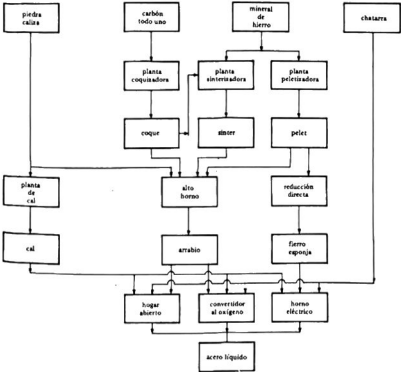 piedra
caliza
carbón
todo uno
mineral
de
hierro
chatarra
planta
coquizadora
planta
sinterizadora
planta
peletizadora
coque
sinter
pelet
planta
de
cal
alto
horno
reducción
directa
cal
arrabio
fierro
esponja
hogar
abierto
convertidor
al oxígeno
horno
eléctrico
acero líquido